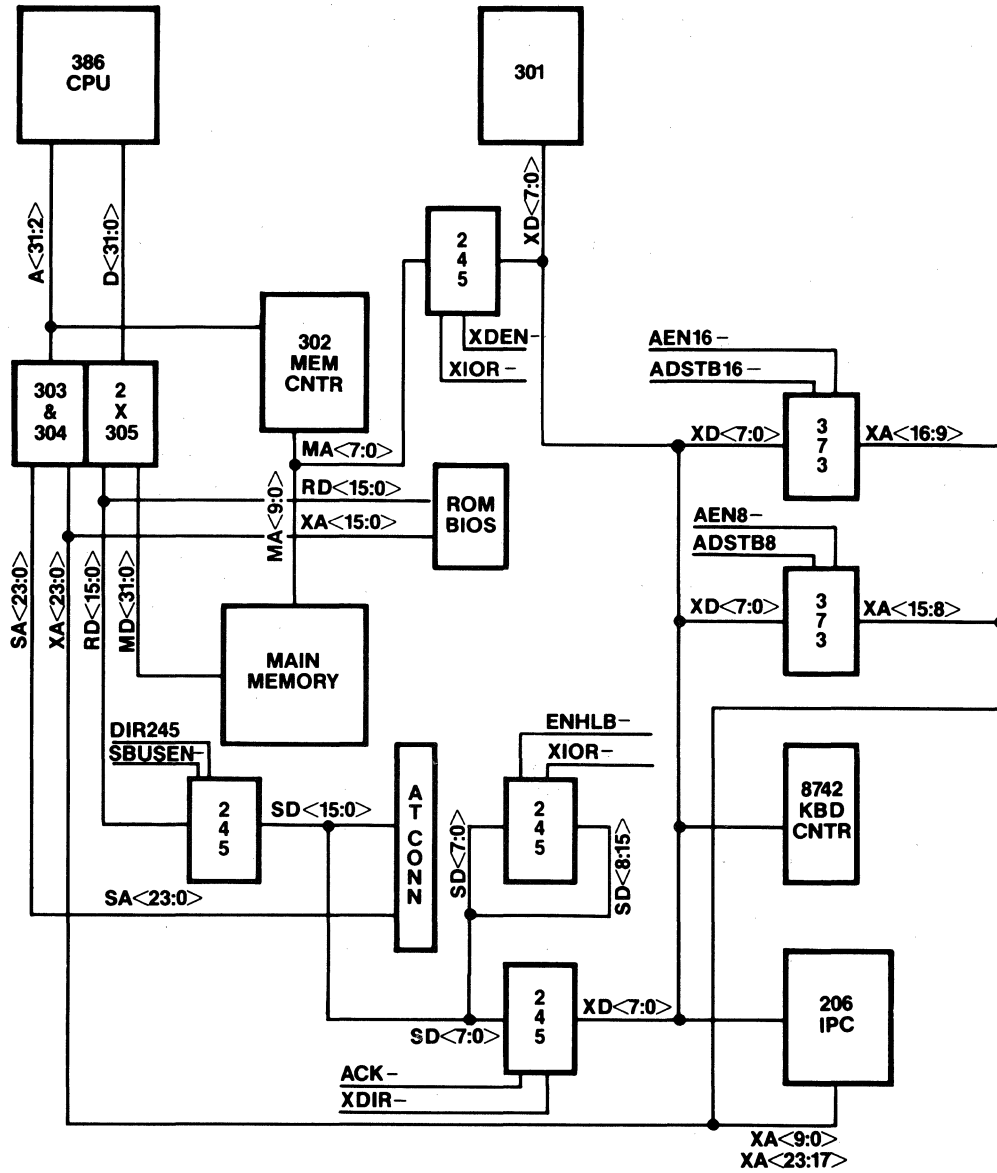 386
CPU
301
A<31:2>
D<31:0>
XD<7:0>
2
4
5
XDEN-
XIOR-
302
MEM
CNTR
303
&
304
2
X
305
MA<7:0>
MA<9:0>
RD<15:0>
XA<15:0>
ROM
BIOS
AEN16-
ADSTB16-
XD<7:0>
3
7
3
XA<16:9>
AEN8-
ADSTB8
XD<7:0>
3
7
3
XA<15:8>
SA<23:0>
XA<23:0>
RD<15:0>
MD<31:0>
MAIN
MEMORY
DIR245
SBUSEN-
2
4
5
SD<15:0>
SA<23:0>
AT CONN
ENHLB-
XIOR-
SD<7:0>
2
4
5
SD<8:15>
8742
KBD
CNTR
SD<7:0>
2
4
5
XD<7:0>
206
IPC
ACK-
XDIR-
XA<9:0>
XA<23:17>